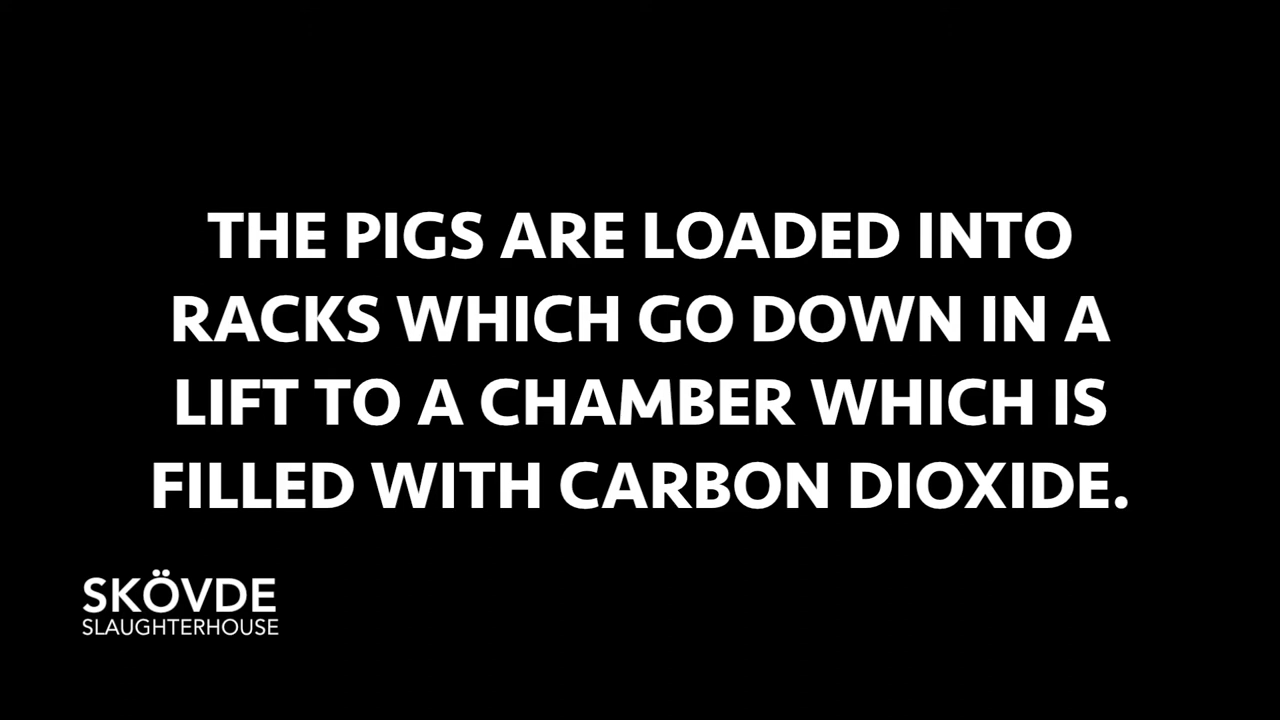 THE PIGS ARE LOADED INTO
RACKS WHICH GO DOWN IN A
LIFT TO A CHAMBER WHICH IS
FILLED WITH CARBON DIOXIDE.
SKÖVDE
SLAUGHTERHOUSE